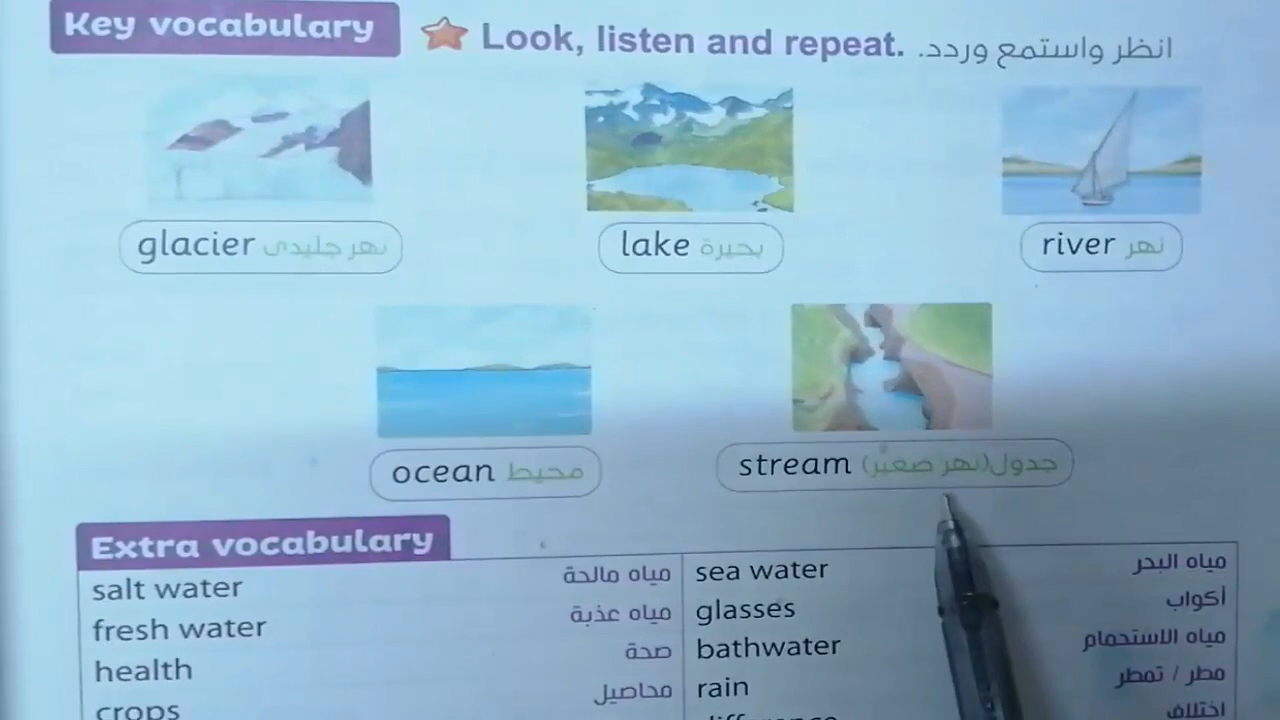 Key vocabulary
Look, listen and repeat. انظر واستمع وردد.
glacier نهر جليدى
lake بحيرة
river نهر
ocean محيط
stream جدول(نهر صغير)
Extra vocabulary
salt water مياه مالحة sea water مياه البحر
fresh water مياه عذبة glasses أكواب
health صحة bathwater مياه الاستحمام
crops محاصيل rain مطر / تمطر
difference اختلاف